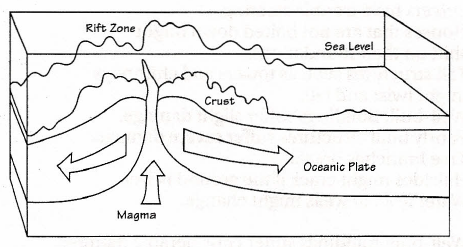 Rift Zone
Sea Level
Crust
Oceanic Plate
Magma